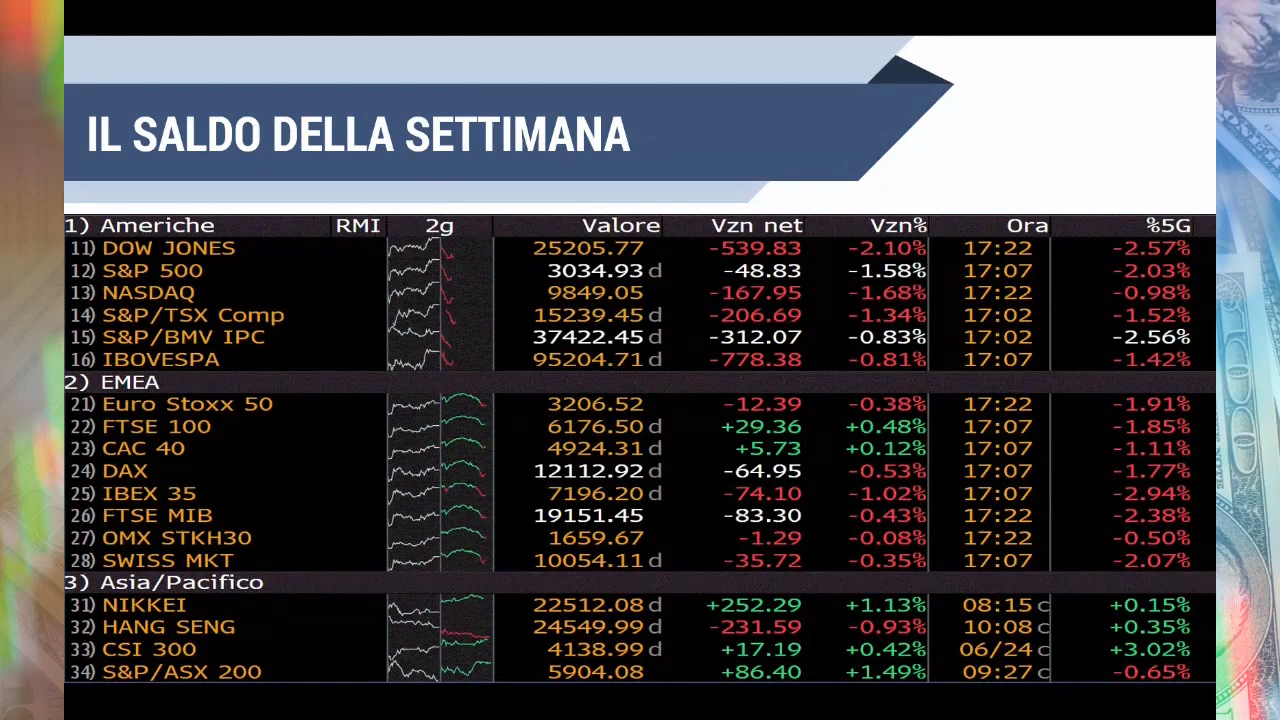 IL SALDO DELLA SETTIMANA
1) Americhe RMI 2g Valore Vzn net Vzn% Ora %5G
11) DOW JONES 25205.77 -539.83 -2.10% 17:22 -2.57%
12) S&P 500 3034.93 d -48.83 -1.58% 17:07 -2.03%
13) NASDAQ 9849.05 -167.95 -1.68% 17:22 -0.98%
14) S&P/TSX Comp 15239.45 d -206.69 -1.34% 17:02 -1.52%
15) S&P/BMV IPC 37422.45 d -312.07 -0.83% 17:02 -2.56%
16) IBOVESPA 95204.71 d -778.38 -0.81% 17:07 -1.42%
2) EMEA
21) Euro Stoxx 50 3206.52 -12.39 -0.38% 17:22 -1.91%
22) FTSE 100 6176.50 d +29.36 +0.48% 17:07 -1.85%
23) CAC 40 4924.31 d +5.73 +0.12% 17:07 -1.11%
24) DAX 12112.92 d -64.95 -0.53% 17:07 -1.77%
25) IBEX 35 7196.20 d -74.10 -1.02% 17:07 -2.94%
26) FTSE MIB 19151.45 -83.30 -0.43% 17:22 -2.38%
27) OMX STKH30 1659.67 -1.29 -0.08% 17:22 -0.50%
28) SWISS MKT 10054.11 d -35.72 -0.35% 17:07 -2.07%
3) Asia/Pacifico
31) NIKKEI 22512.08 d +252.29 +1.13% 08:15 c +0.15%
32) HANG SENG 24549.99 d -231.59 -0.93% 10:08 c +0.35%
33) CSI 300 4138.99 d +17.19 +0.42% 06/24 c +3.02%
34) S&P/ASX 200 5904.08 +86.40 +1.49% 09:27 c -0.65%